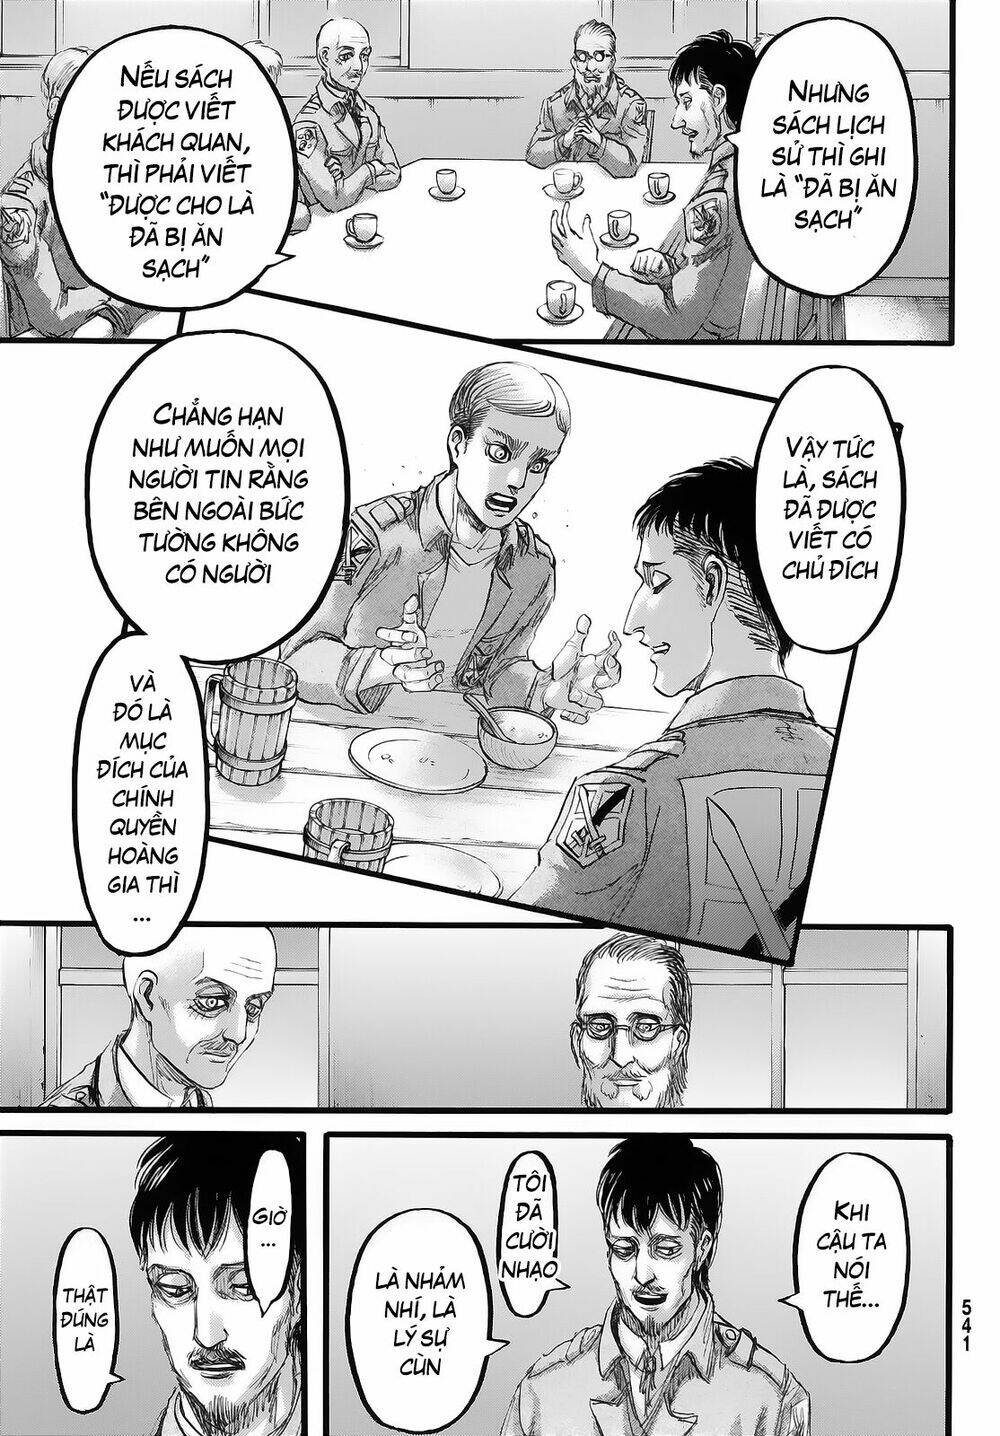 NHƯNG
SÁCH LỊCH
SỬ THÌ GHI
LÀ "ĐÃ BỊ ĂN
SẠCH"
NẾU SÁCH
ĐƯỢC VIẾT
KHÁCH QUAN,
THÌ PHẢI VIẾT
"ĐƯỢC CHO LÀ
ĐÃ BỊ ĂN
SẠCH"
VẬY TỨC
LÀ, SÁCH
ĐÃ ĐƯỢC
VIẾT CÓ
CHỦ ĐÍCH
CHẲNG HẠN
NHƯ MUỐN MỌI
NGƯỜI TIN RẰNG
BÊN NGOÀI BỨC
TƯỜNG KHÔNG
CÓ NGƯỜI
VÀ
ĐÓ LÀ
MỤC
ĐÍCH CỦA
CHÍNH
QUYỀN
HOÀNG
GIA THÌ
...
KHI
CẬU TA
NÓI
THẾ...
TÔI
ĐÃ
CƯỜI
NHẠO
LÀ NHẢM
NHÍ, LÀ
LÝ SỰ
CÙN
GIỜ
...
THẬT
ĐÚNG
LÀ
541